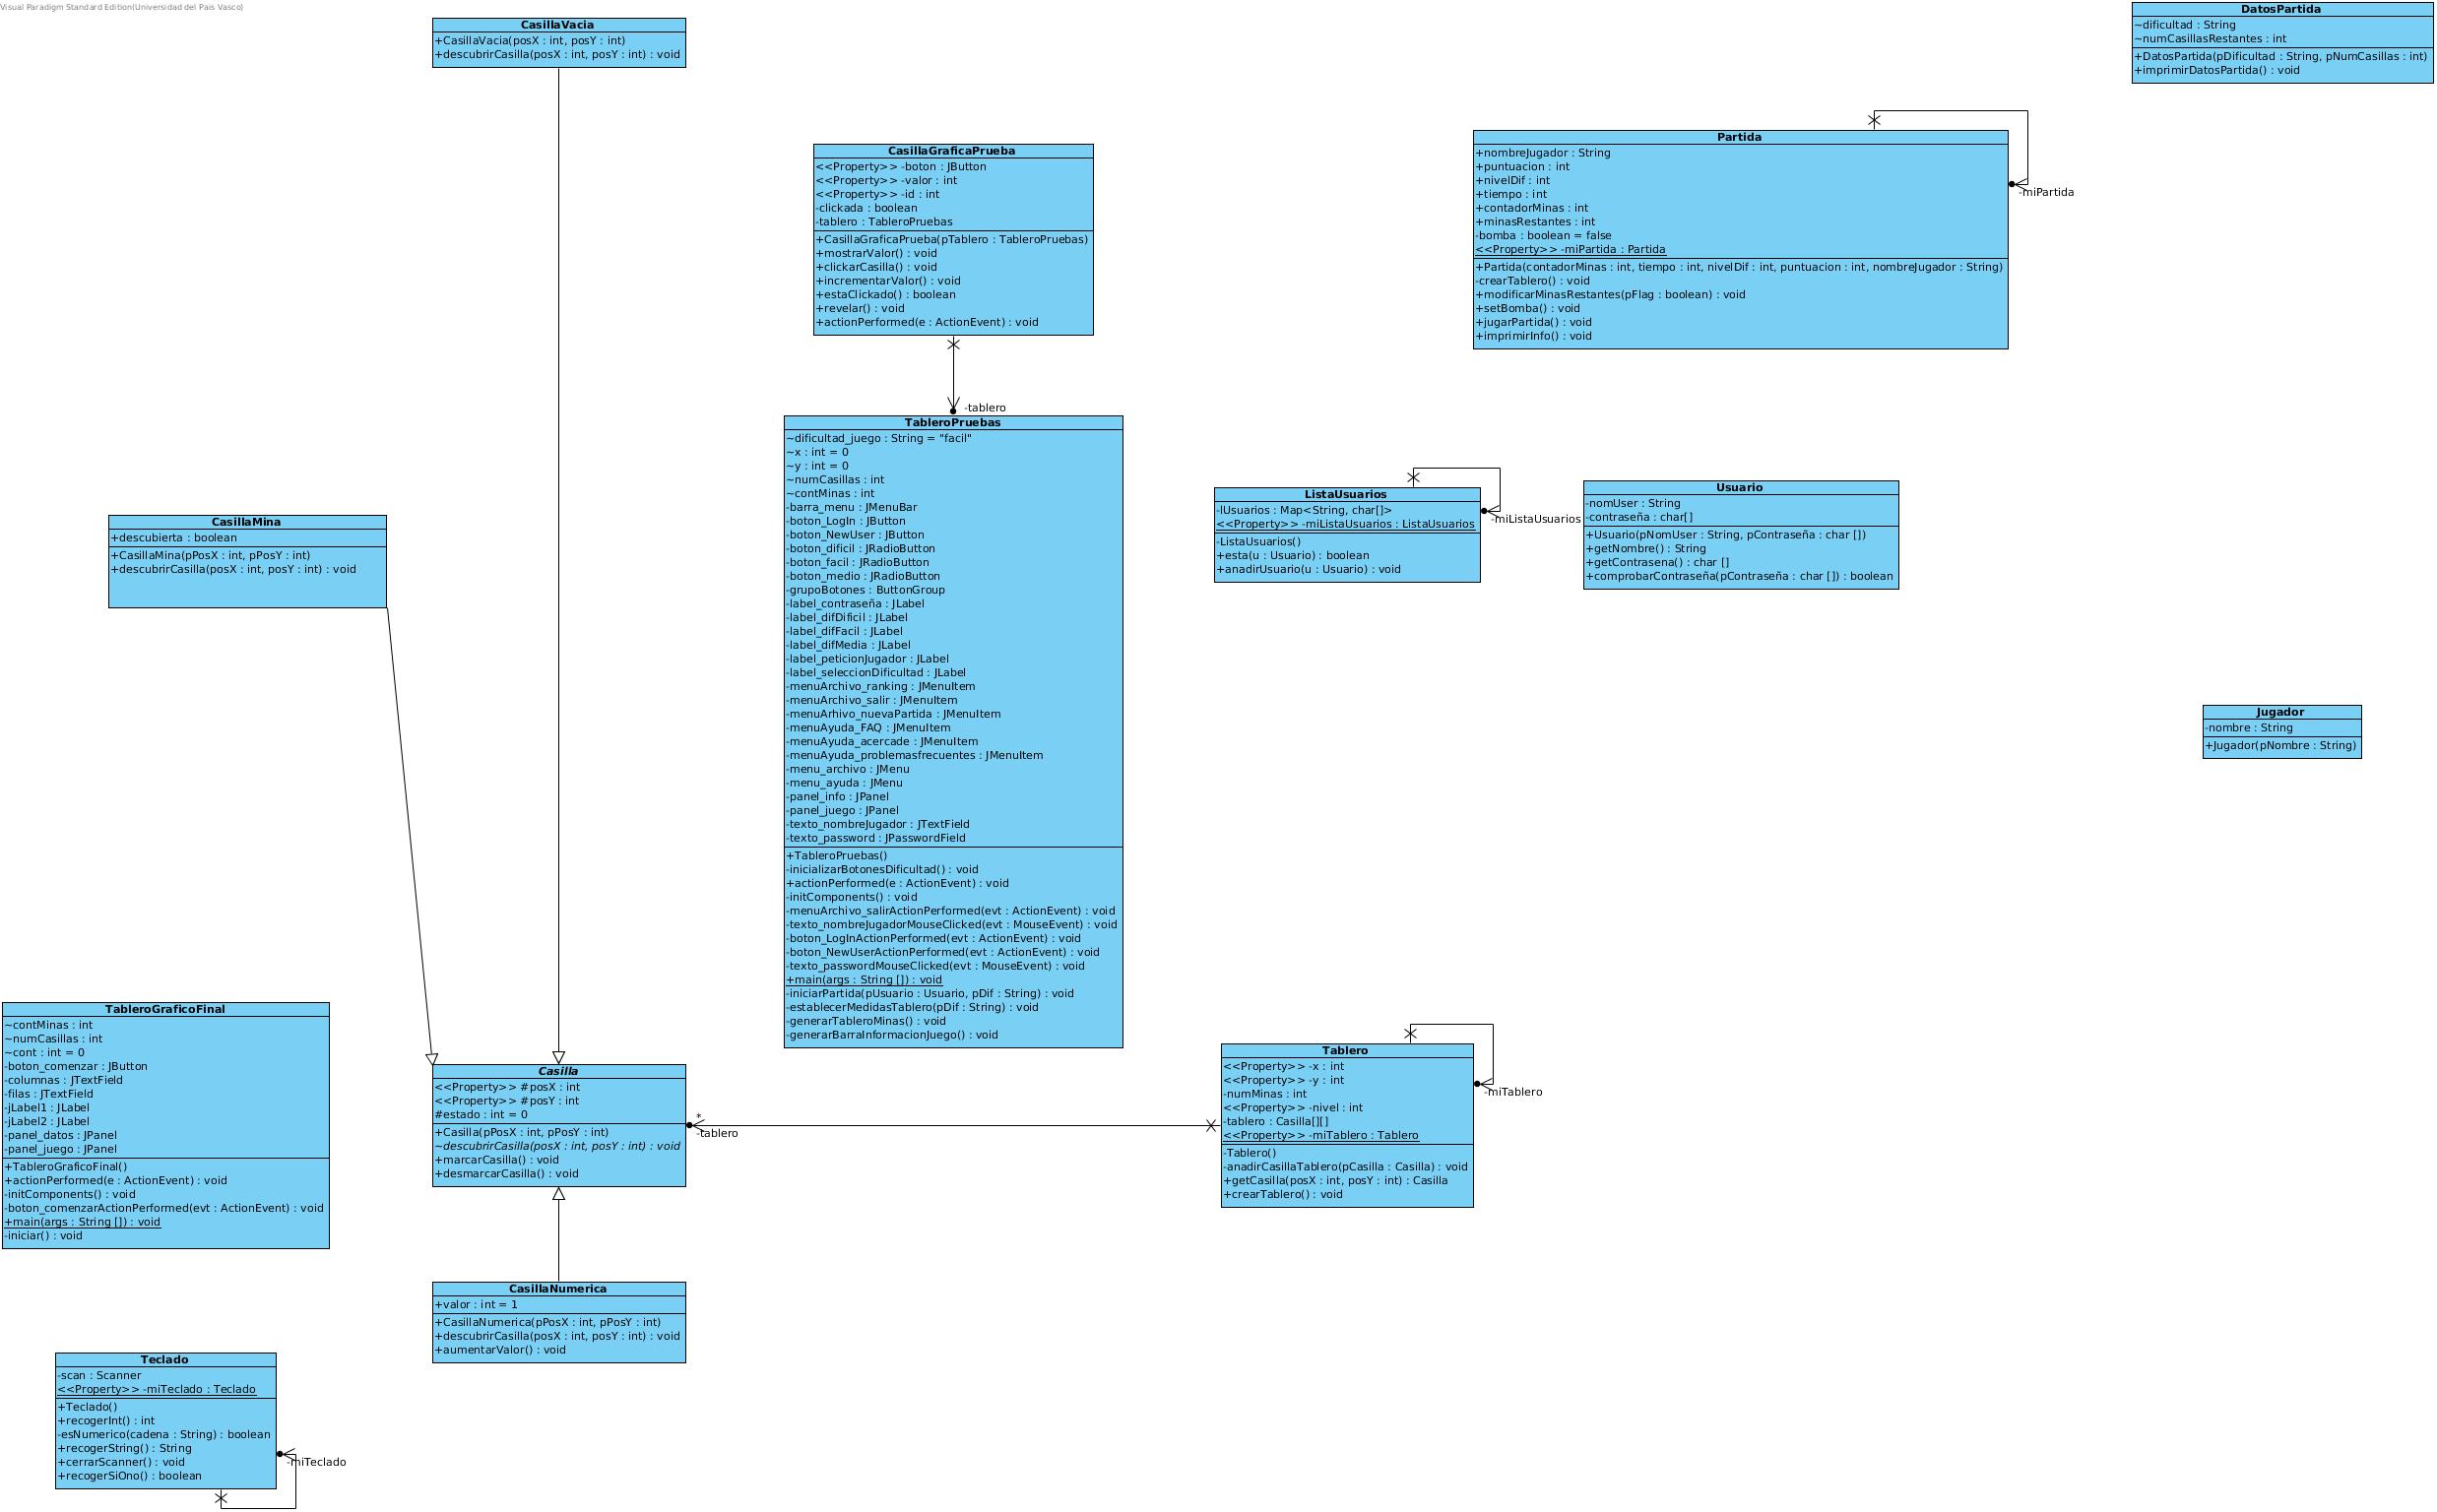 Visual Paradigm Standard Edition(Universidad del Pais Vasco)
CasillaVacia
+CasillaVacia(posX : int, posY : int)
+descubrirCasilla(posX : int, posY : int) : void
DatosPartida
~dificultad : String
~numCasillasRestantes : int
+DatosPartida(pDificultad : String, pNumCasillas : int)
+imprimirDatosPartida() : void
CasillaGraficaPrueba
<<Property>> -boton : JButton
<<Property>> -valor : int
<<Property>> -id : int
-clickada : boolean
-tablero : TableroPruebas
+CasillaGraficaPrueba(pTablero : TableroPruebas)
+mostrarValor() : void
+clickarCasilla() : void
+incrementarValor() : void
+estaClickado() : boolean
+revelar() : void
+actionPerformed(e : ActionEvent) : void
-tablero
Partida
+nombreJugador : String
+puntuacion : int
+nivelDif : int
+tiempo : int
+contadorMinas : int
+minasRestantes : int
-bomba : boolean = false
<<Property>> -miPartida : Partida
+Partida(contadorMinas : int, tiempo : int, nivelDif : int, puntuacion : int, nombreJugador : String)
-crearTablero() : void
+modificarMinasRestantes(pFlag : boolean) : void
+setBomba() : void
+jugarPartida() : void
+imprimirInfo() : void
-miPartida
TableroPruebas
~dificultad_juego : String = "facil"
~x : int = 0
~y : int = 0
~numCasillas : int
~contMinas : int
-barra_menu : JMenuBar
-boton_LogIn : JButton
-boton_NewUser : JButton
-boton_dificil : JRadioButton
-boton_facil : JRadioButton
-boton_medio : JRadioButton
-grupoBotones : ButtonGroup
-label_contraseña : JLabel
-label_difDificil : JLabel
-label_difFacil : JLabel
-label_difMedia : JLabel
-label_peticionJugador : JLabel
-label_seleccionDificultad : JLabel
-menuArchivo_ranking : JMenuItem
-menuArchivo_salir : JMenuItem
-menuArhivo_nuevaPartida : JMenuItem
-menuAyuda_FAQ : JMenuItem
-menuAyuda_acercade : JMenuItem
-menuAyuda_problemasfrecuentes : JMenuItem
-menu_archivo : JMenu
-menu_ayuda : JMenu
-panel_info : JPanel
-panel_juego : JPanel
-texto_nombreJugador : JTextField
-texto_password : JPasswordField
+TableroPruebas()
-inicializarBotonesDificultad() : void
+actionPerformed(e : ActionEvent) : void
-initComponents() : void
-menuArchivo_salirActionPerformed(evt : ActionEvent) : void
-texto_nombreJugadorMouseClicked(evt : MouseEvent) : void
-boton_LogInActionPerformed(evt : ActionEvent) : void
-boton_NewUserActionPerformed(evt : ActionEvent) : void
-texto_passwordMouseClicked(evt : MouseEvent) : void
+main(args : String []) : void
-iniciarPartida(pUsuario : Usuario, pDif : String) : void
-establecerMedidasTablero(pDif : String) : void
-generarTableroMinas() : void
-generarBarraInformacionJuego() : void
ListaUsuarios
-lUsuarios : Map<String, char[]>
<<Property>> -miListaUsuarios : ListaUsuarios
-ListaUsuarios()
+esta(u : Usuario) : boolean
+anadirUsuario(u : Usuario) : void
-miListaUsuarios
Usuario
-nomUser : String
-contraseña : char[]
+Usuario(pNomUser : String, pContraseña : char [])
+getNombre() : String
+getContrasena() : char []
+comprobarContraseña(pContraseña : char []) : boolean
CasillaMina
+descubierta : boolean
+CasillaMina(pPosX : int, pPosY : int)
+descubrirCasilla(posX : int, posY : int) : void
Jugador
-nombre : String
+Jugador(pNombre : String)
TableroGraficoFinal
~contMinas : int
~numCasillas : int
~cont : int = 0
-boton_comenzar : JButton
-columnas : JTextField
-filas : JTextField
-jLabel1 : JLabel
-jLabel2 : JLabel
-panel_datos : JPanel
-panel_juego : JPanel
+TableroGraficoFinal()
+actionPerformed(e : ActionEvent) : void
-initComponents() : void
-boton_comenzarActionPerformed(evt : ActionEvent) : void
+main(args : String []) : void
-iniciar() : void
Casilla
<<Property>> #posX : int
<<Property>> #posY : int
#estado : int = 0
+Casilla(pPosX : int, pPosY : int)
~descubrirCasilla(posX : int, posY : int) : void
+marcarCasilla() : void
+desmarcarCasilla() : void
*
-tablero
Tablero
<<Property>> -x : int
<<Property>> -y : int
-numMinas : int
<<Property>> -nivel : int
-tablero : Casilla[][]
<<Property>> -miTablero : Tablero
-Tablero()
-anadirCasillaTablero(pCasilla : Casilla) : void
+getCasilla(posX : int, posY : int) : Casilla
+crearTablero() : void
-miTablero
CasillaNumerica
+valor : int = 1
+CasillaNumerica(pPosX : int, pPosY : int)
+descubrirCasilla(posX : int, posY : int) : void
+aumentarValor() : void
Teclado
-scan : Scanner
<<Property>> -miTeclado : Teclado
+Teclado()
+recogerInt() : int
-esNumerico(cadena : String) : boolean
+recogerString() : String
+cerrarScanner() : void
+recogerSiOno() : boolean
-miTeclado